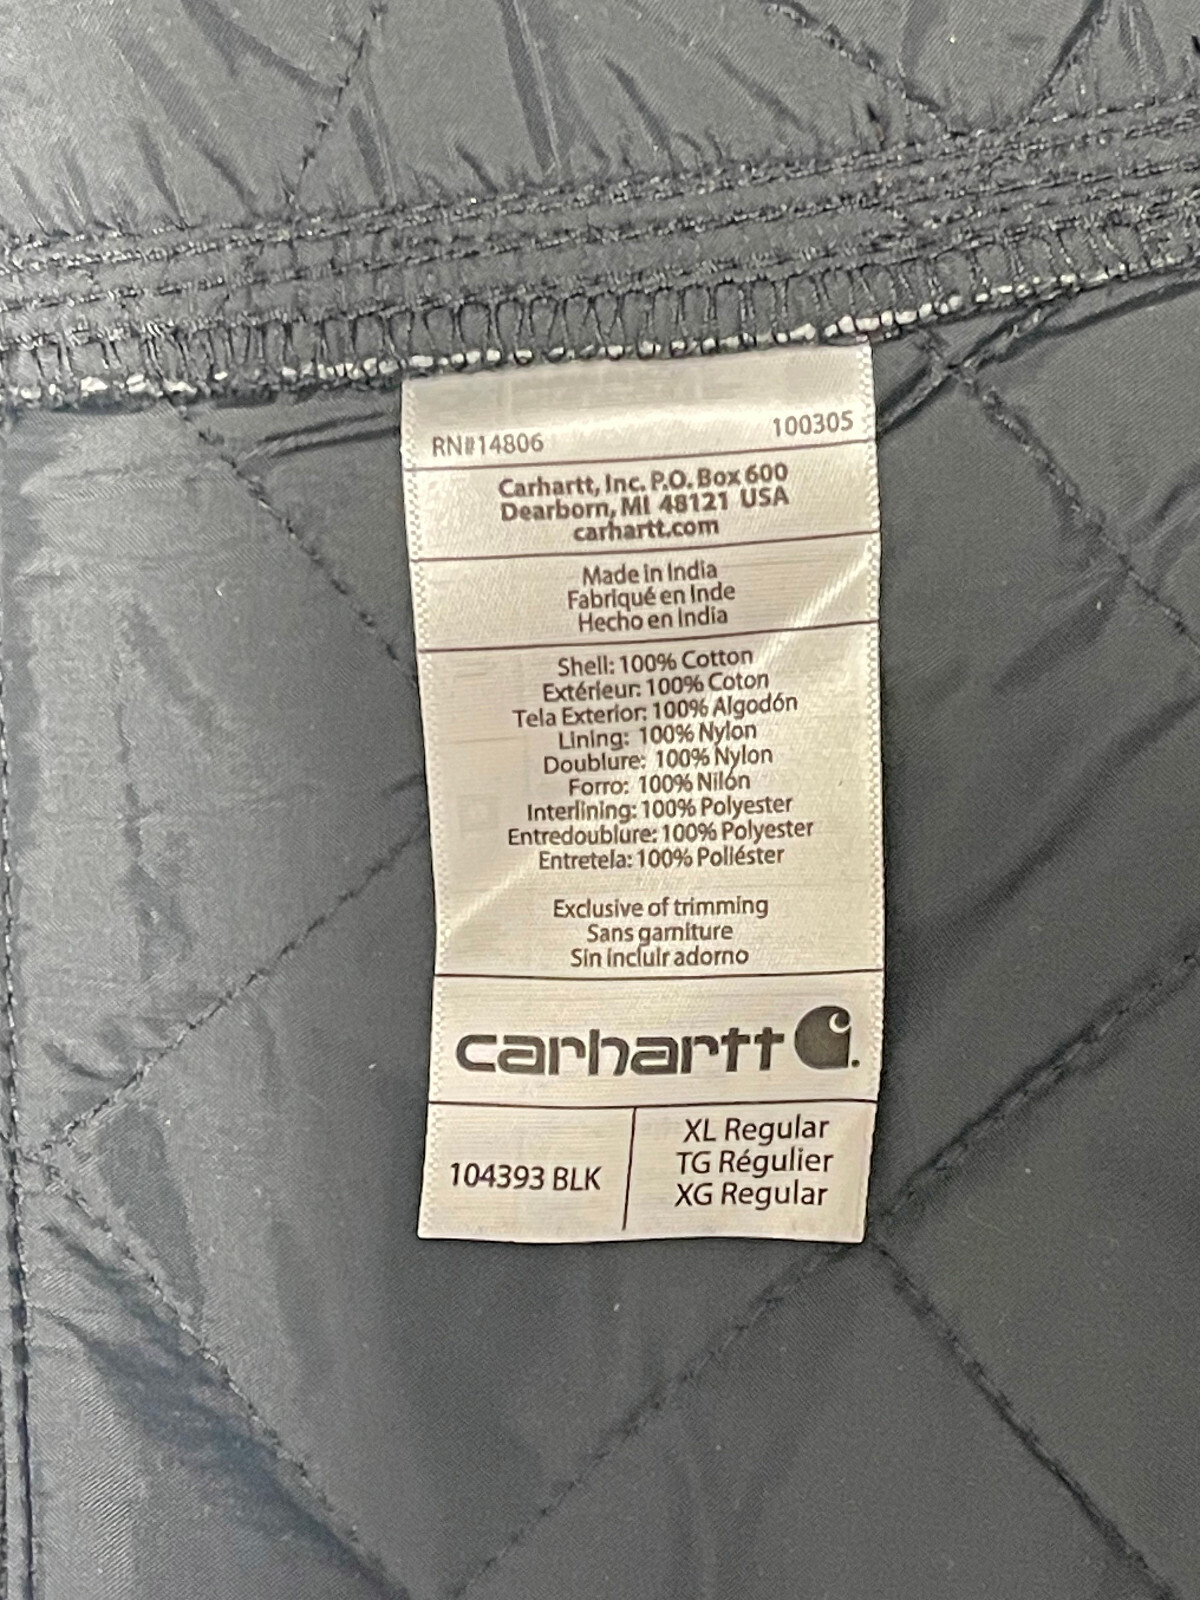 RN#14806 100305
Carhartt, Inc. P.O. Box 600
Dearborn, MI 48121 USA
carhartt.com
Made in India
Fabriqué en Inde
Hecho en India
Shell: 100% Cotton
Extérieur: 100% Coton
Tela Exterior: 100% Algodón
Lining: 100% Nylon
Doublure: 100% Nylon
Forro: 100% Nilón
Interlining: 100% Polyester
Entredoublure: 100% Polyester
Entretela: 100% Poliéster
Exclusive of trimming
Sans garniture
Sin incluir adorno
carhartt
104393 BLK
XL Regular
TG Régulier
XG Regular